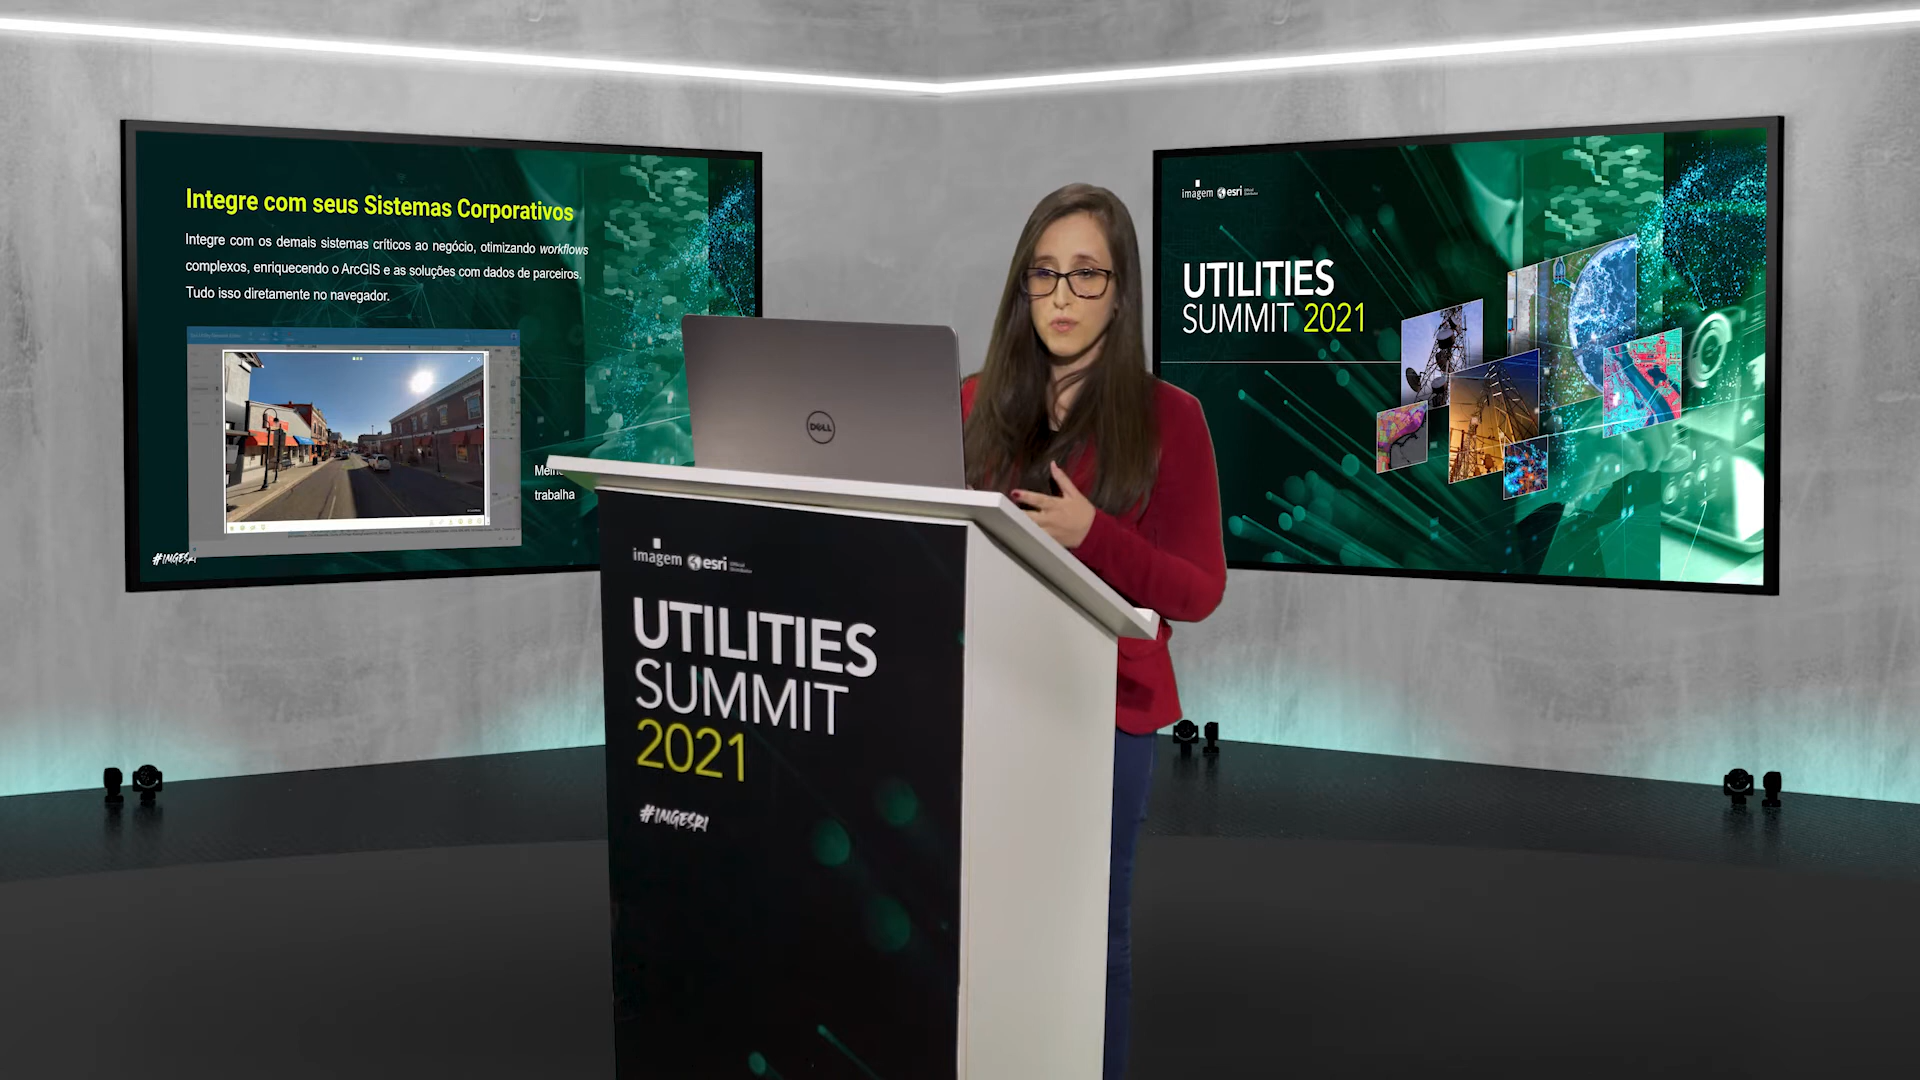 Integre com seus Sistemas Corporativos
Integre com os demais sistemas críticos ao negócio, otimizando workflows
complexos, enriquecendo o ArcGIS e as soluções com dados de parceiros.
Tudo isso diretamente no navegador.
trabalha
#IMGESRI
imagem esri
UTILITIES
SUMMIT 2021
DELL
imagem esri Official Distributor
UTILITIES
SUMMIT
2021
#IMGESRI